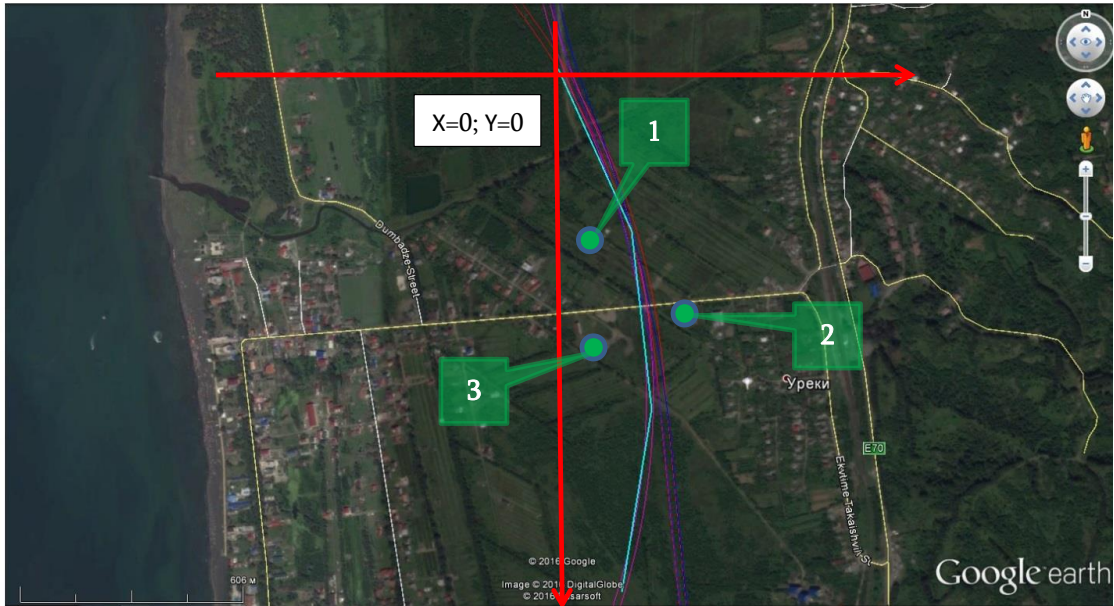 N
X=0; Y=0
1
Dumbadze-Street
2
3
Уреки
E70
Ekvtime-Takaishvili St
606 м
© 2016 Google
Image © 2016 DigitalGlobe
© 2016
Google earth